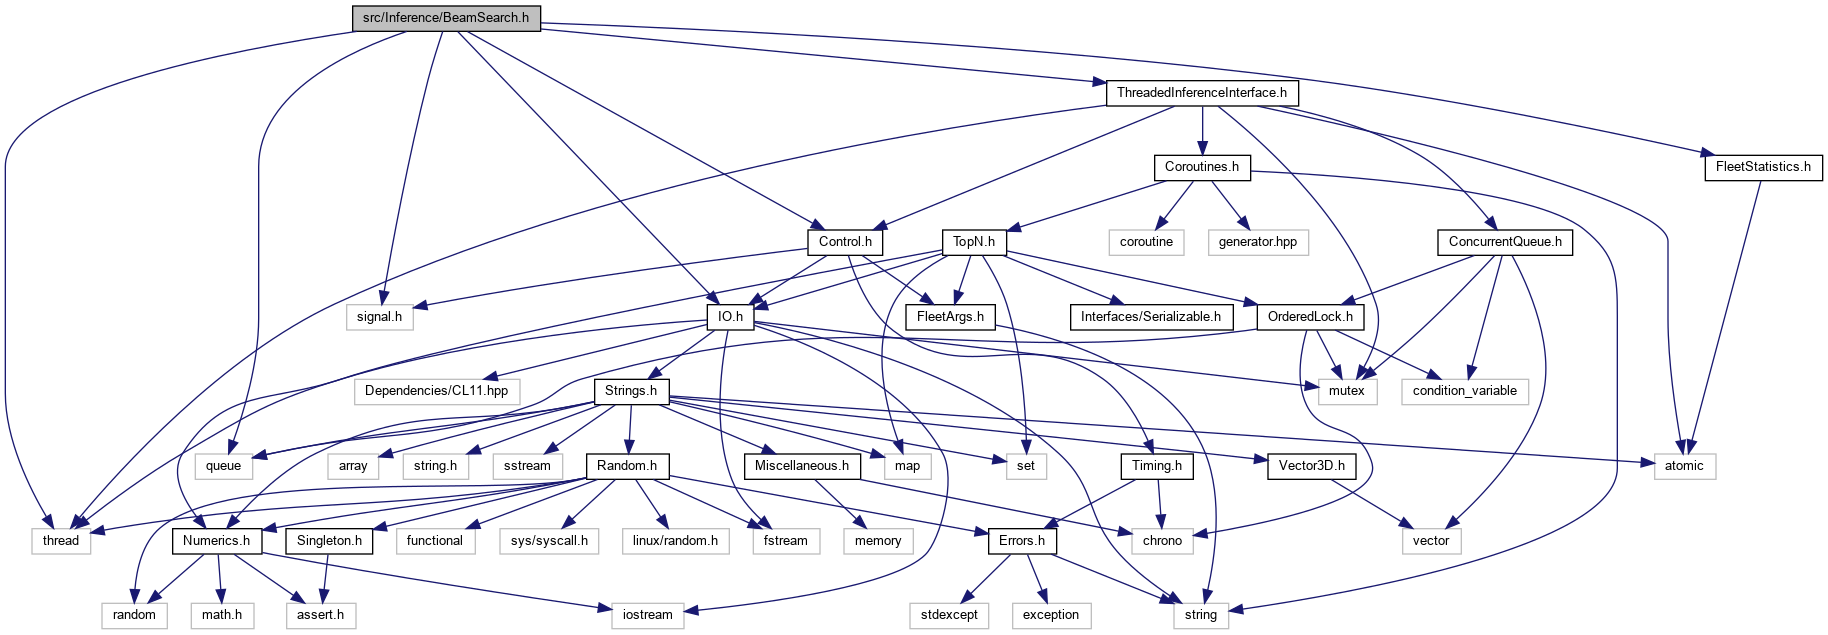 src/Inference/BeamSearch.h
ThreadedInferenceInterface.h
Coroutines.h
FleetStatistics.h
Control.h
TopN.h
coroutine
generator.hpp
ConcurrentQueue.h
signal.h
IO.h
FleetArgs.h
Interfaces/Serializable.h
OrderedLock.h
Dependencies/CL11.hpp
Strings.h
mutex
condition_variable
queue
array
string.h
sstream
Random.h
Miscellaneous.h
map
set
Timing.h
Vector3D.h
atomic
thread
Numerics.h
Singleton.h
functional
sys/syscall.h
linux/random.h
fstream
memory
Errors.h
chrono
vector
random
math.h
assert.h
iostream
stdexcept
exception
string